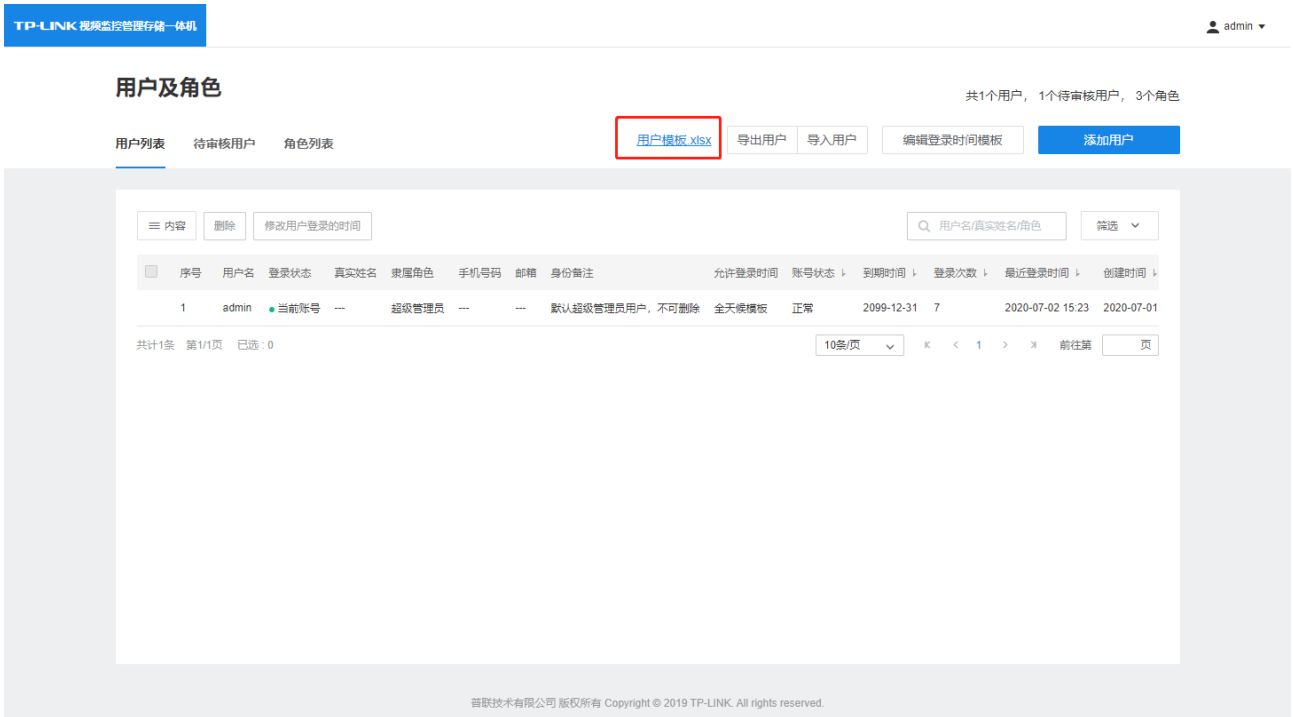 TP-LINK 视频监控管理存储一体机
admin
用户及角色
共1个用户， 1个待审核用户， 3个角色
用户列表 待审核用户 角色列表 用户模板.xlsx 导出用户 导入用户 编辑登录时间模板 添加用户
内容 删除 修改用户登录的时间 用户名/真实姓名/角色 筛选
序号 用户名 登录状态 真实姓名 隶属角色 手机号码 邮箱 身份备注 允许登录时间 账号状态 到期时间 登录次数 最近登录时间 创建时间
1 admin 当前账号 --- 超级管理员 --- --- 默认超级管理员用户，不可删除 全天候模板 正常 2099-12-31 7 2020-07-02 15:23 2020-07-01
共计1条 第1/1页 已选 : 0 10条/页 1 前往第 页
普联技术有限公司 版权所有 Copyright © 2019 TP-LINK. All rights reserved.